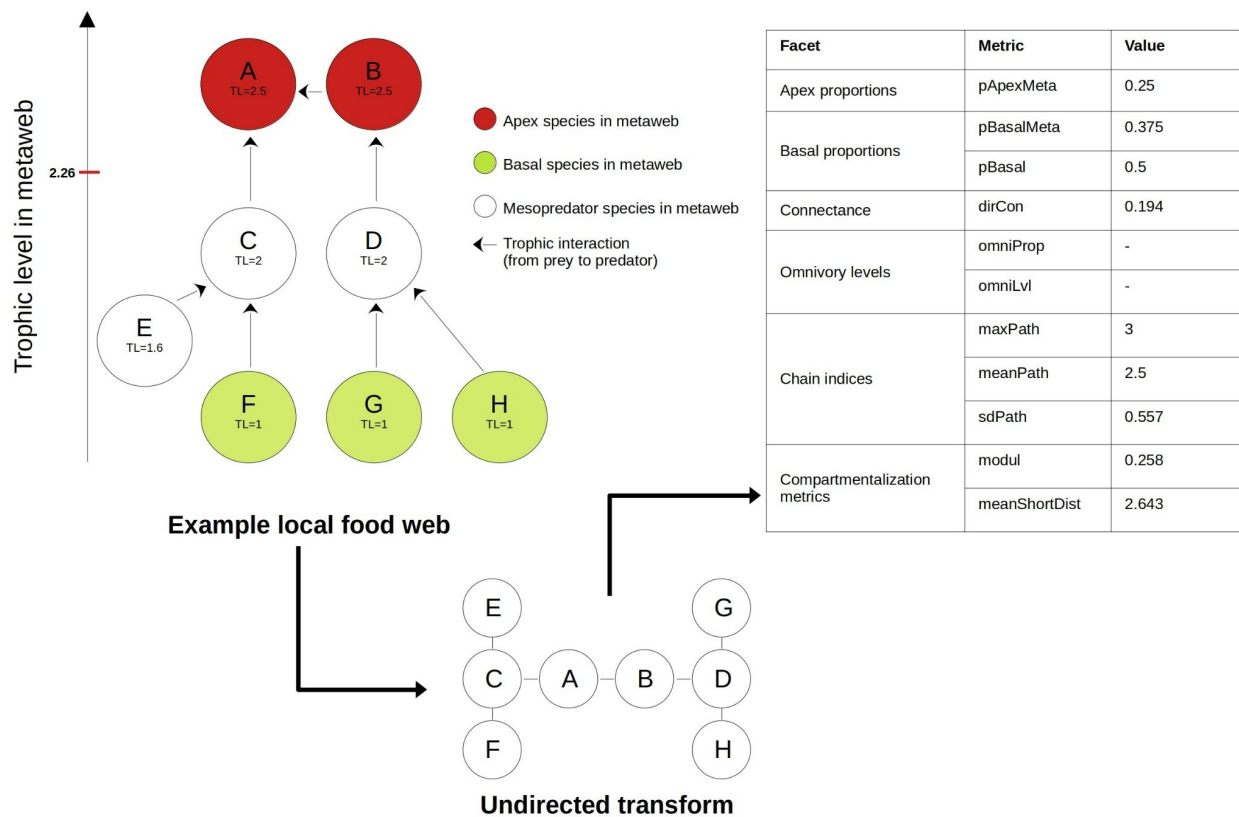 Trophic level in metaweb
2.26
A
TL=2.5
B
TL=2.5
C
TL=2
D
TL=2
E
TL=1.6
F
TL=1
G
TL=1
H
TL=1
Apex species in metaweb
Basal species in metaweb
Mesopredator species in metaweb
Trophic interaction
(from prey to predator)
Example local food web
Facet Metric Value
Apex proportions pApexMeta 0.25
Basal proportions pBasalMeta 0.375
pBasal 0.5
Connectance dirCon 0.194
Omnivory levels omniProp -
omniLvl -
Chain indices maxPath 3
meanPath 2.5
sdPath 0.557
Compartmentalization
metrics
modul 0.258
meanShortDist 2.643
E G
C A B D
F H
Undirected transform